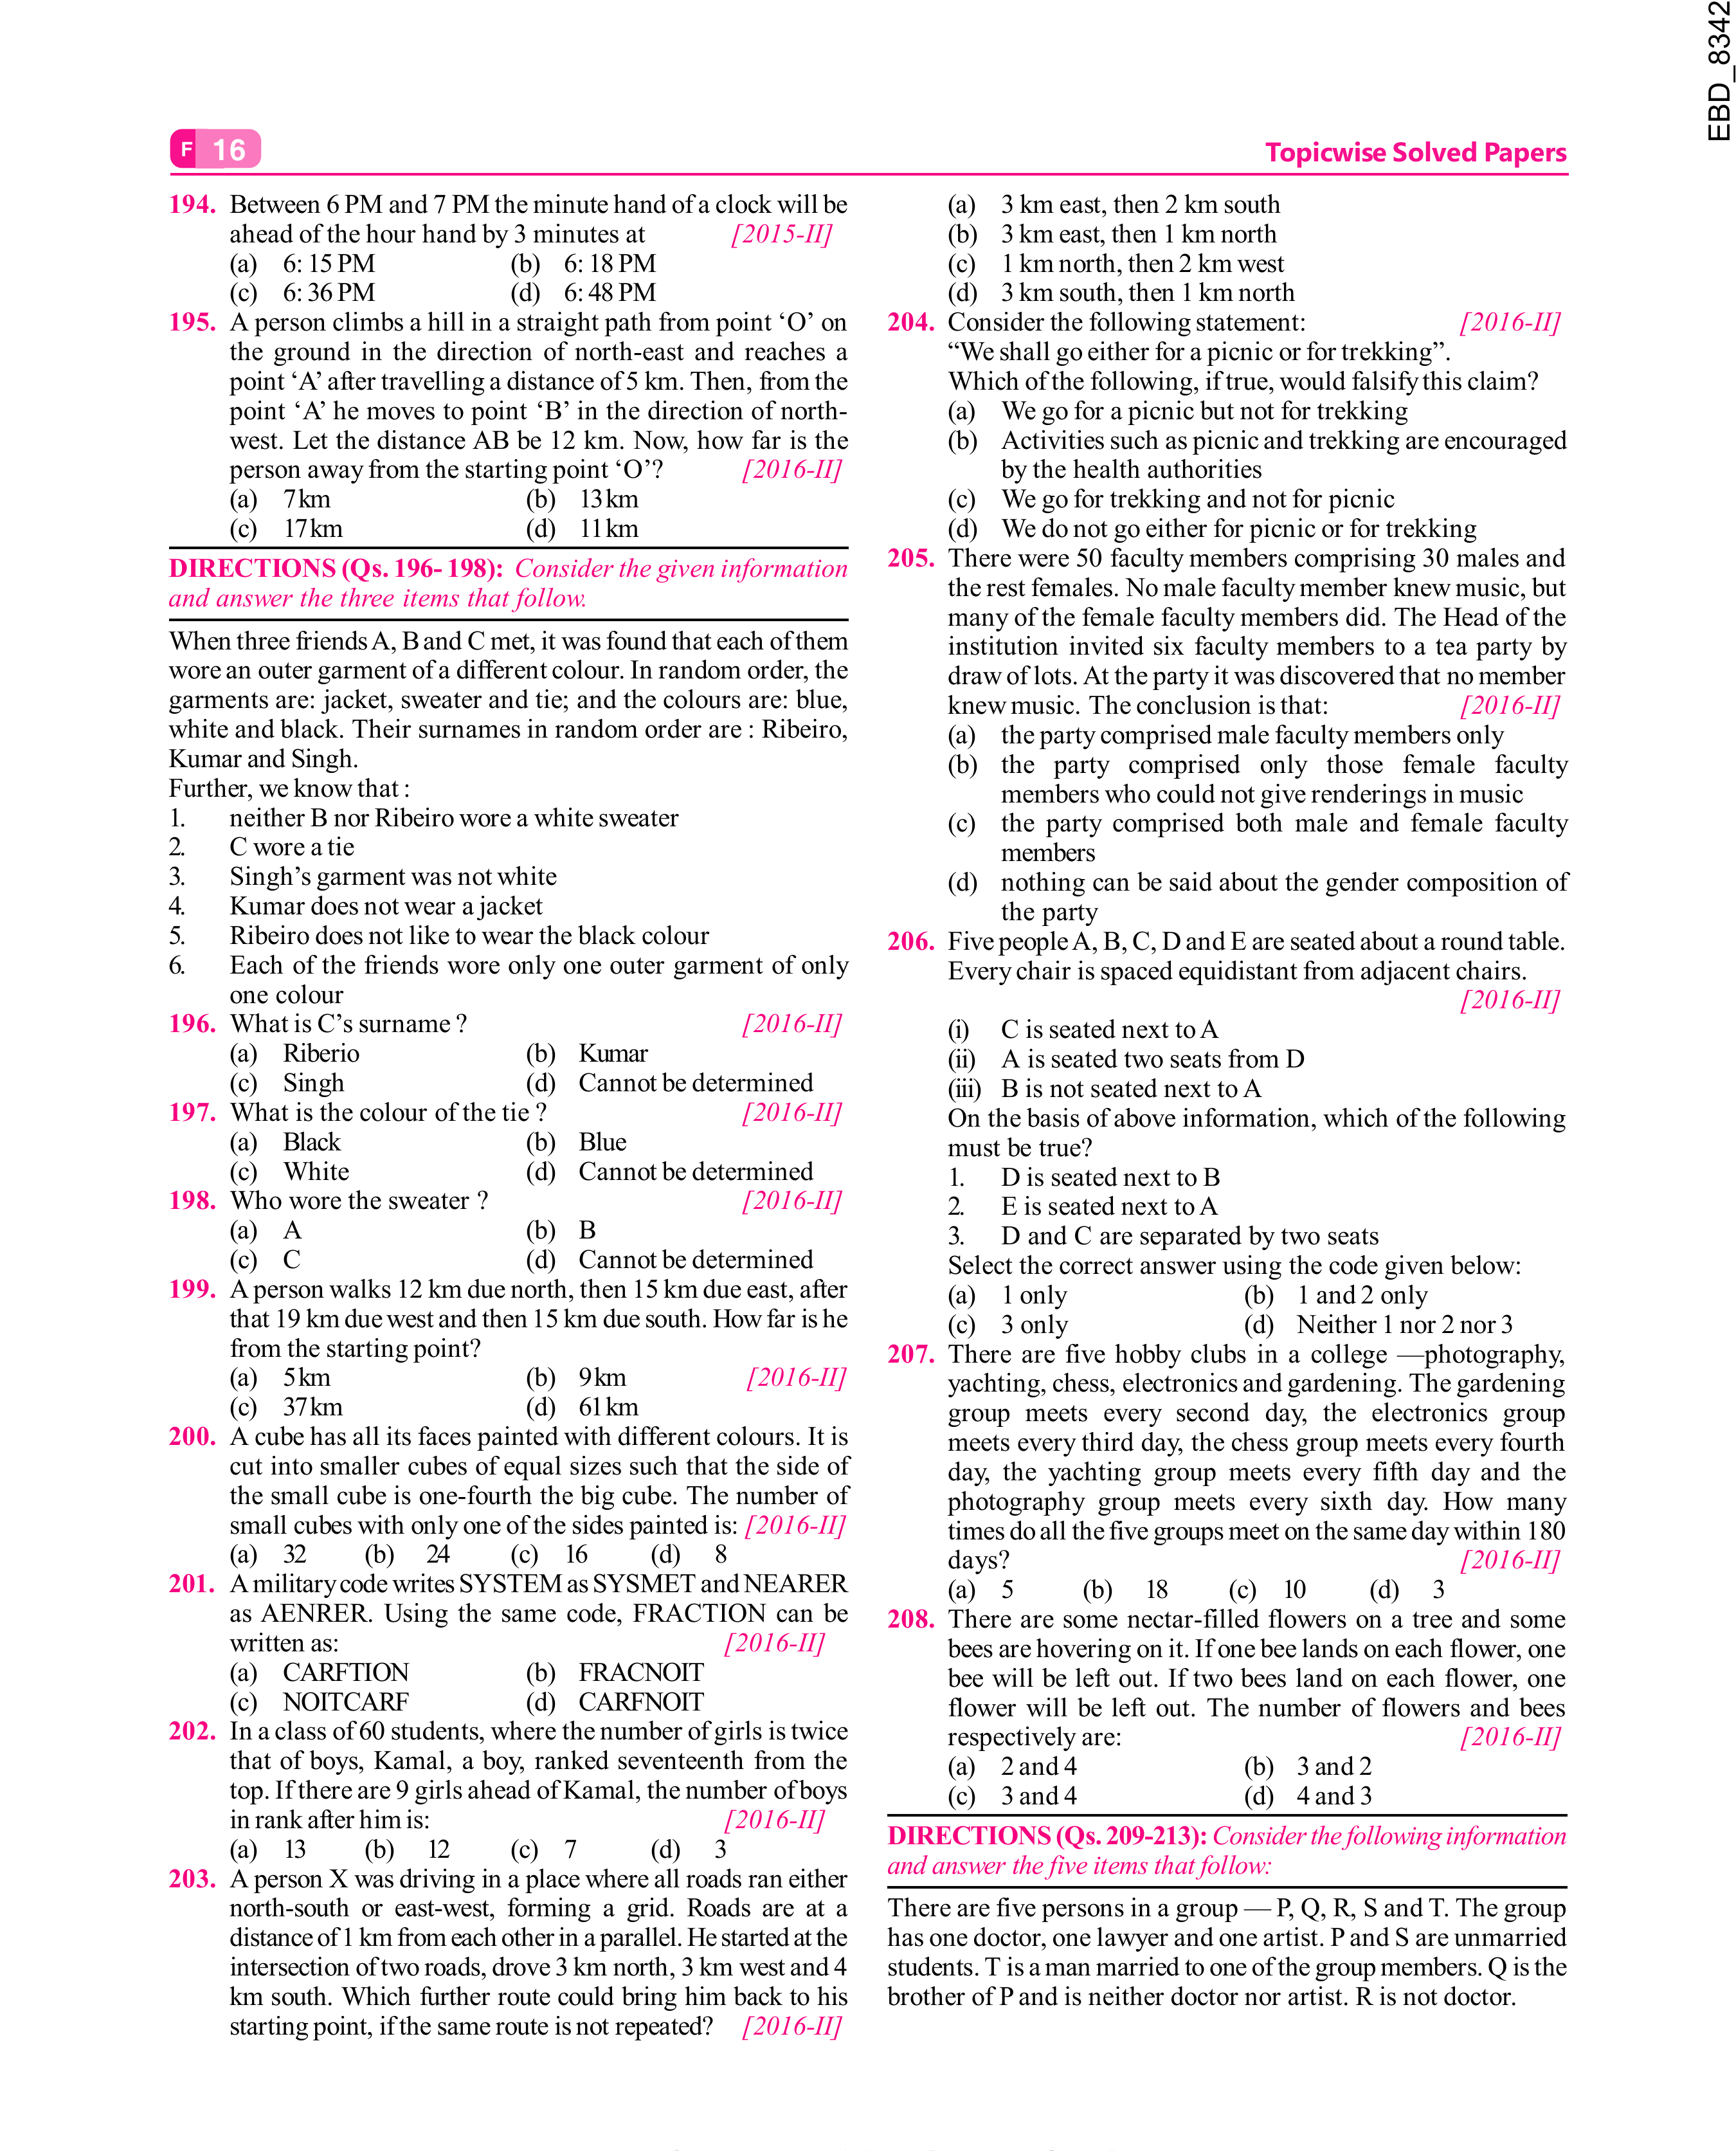 EBD_8342
F 16
Topicwise Solved Papers
194. Between 6 PM and 7 PM the minute hand of a clock will be
ahead of the hour hand by 3 minutes at [2015-II]
(a) 6: 15 PM (b) 6: 18 PM
(c) 6: 36 PM (d) 6: 48 PM
195. A person climbs a hill in a straight path from point ‘O’ on
the ground in the direction of north-east and reaches a
point ‘A’ after travelling a distance of 5 km. Then, from the
point ‘A’ he moves to point ‘B’ in the direction of north-
west. Let the distance AB be 12 km. Now, how far is the
person away from the starting point ‘O’? [2016-II]
(a) 7 km (b) 13 km
(c) 17 km (d) 11 km
DIRECTIONS (Qs. 196- 198): Consider the given information
and answer the three items that follow.
When three friends A, B and C met, it was found that each of them
wore an outer garment of a different colour. In random order, the
garments are: jacket, sweater and tie; and the colours are: blue,
white and black. Their surnames in random order are : Ribeiro,
Kumar and Singh.
Further, we know that :
1. neither B nor Ribeiro wore a white sweater
2. C wore a tie
3. Singh’s garment was not white
4. Kumar does not wear a jacket
5. Ribeiro does not like to wear the black colour
6. Each of the friends wore only one outer garment of only
one colour
196. What is C’s surname ? [2016-II]
(a) Riberio (b) Kumar
(c) Singh (d) Cannot be determined
197. What is the colour of the tie ? [2016-II]
(a) Black (b) Blue
(c) White (d) Cannot be determined
198. Who wore the sweater ? [2016-II]
(a) A (b) B
(c) C (d) Cannot be determined
199. A person walks 12 km due north, then 15 km due east, after
that 19 km due west and then 15 km due south. How far is he
from the starting point?
(a) 5 km (b) 9 km [2016-II]
(c) 37 km (d) 61 km
200. A cube has all its faces painted with different colours. It is
cut into smaller cubes of equal sizes such that the side of
the small cube is one-fourth the big cube. The number of
small cubes with only one of the sides painted is: [2016-II]
(a) 32 (b) 24 (c) 16 (d) 8
201. A military code writes SYSTEM as SYSMET and NEARER
as AENRER. Using the same code, FRACTION can be
written as: [2016-II]
(a) CARFTION (b) FRACNOIT
(c) NOITCARF (d) CARFNOIT
202. In a class of 60 students, where the number of girls is twice
that of boys, Kamal, a boy, ranked seventeenth from the
top. If there are 9 girls ahead of Kamal, the number of boys
in rank after him is: [2016-II]
(a) 13 (b) 12 (c) 7 (d) 3
203. A person X was driving in a place where all roads ran either
north-south or east-west, forming a grid. Roads are at a
distance of 1 km from each other in a parallel. He started at the
intersection of two roads, drove 3 km north, 3 km west and 4
km south. Which further route could bring him back to his
starting point, if the same route is not repeated? [2016-II]
(a) 3 km east, then 2 km south
(b) 3 km east, then 1 km north
(c) 1 km north, then 2 km west
(d) 3 km south, then 1 km north
204. Consider the following statement: [2016-II]
“We shall go either for a picnic or for trekking”.
Which of the following, if true, would falsify this claim?
(a) We go for a picnic but not for trekking
(b) Activities such as picnic and trekking are encouraged
by the health authorities
(c) We go for trekking and not for picnic
(d) We do not go either for picnic or for trekking
205. There were 50 faculty members comprising 30 males and
the rest females. No male faculty member knew music, but
many of the female faculty members did. The Head of the
institution invited six faculty members to a tea party by
draw of lots. At the party it was discovered that no member
knew music. The conclusion is that: [2016-II]
(a) the party comprised male faculty members only
(b) the party comprised only those female faculty
members who could not give renderings in music
(c) the party comprised both male and female faculty
members
(d) nothing can be said about the gender composition of
the party
206. Five people A, B, C, D and E are seated about a round table.
Every chair is spaced equidistant from adjacent chairs.
[2016-II]
(i) C is seated next to A
(ii) A is seated two seats from D
(iii) B is not seated next to A
On the basis of above information, which of the following
must be true?
1. D is seated next to B
2. E is seated next to A
3. D and C are separated by two seats
Select the correct answer using the code given below:
(a) 1 only (b) 1 and 2 only
(c) 3 only (d) Neither 1 nor 2 nor 3
207. There are five hobby clubs in a college —photography,
yachting, chess, electronics and gardening. The gardening
group meets every second day, the electronics group
meets every third day, the chess group meets every fourth
day, the yachting group meets every fifth day and the
photography group meets every sixth day. How many
times do all the five groups meet on the same day within 180
days? [2016-II]
(a) 5 (b) 18 (c) 10 (d) 3
208. There are some nectar-filled flowers on a tree and some
bees are hovering on it. If one bee lands on each flower, one
bee will be left out. If two bees land on each flower, one
flower will be left out. The number of flowers and bees
respectively are: [2016-II]
(a) 2 and 4 (b) 3 and 2
(c) 3 and 4 (d) 4 and 3
DIRECTIONS (Qs. 209-213): Consider the following information
and answer the five items that follow:
There are five persons in a group — P, Q, R, S and T. The group
has one doctor, one lawyer and one artist. P and S are unmarried
students. T is a man married to one of the group members. Q is the
brother of P and is neither doctor nor artist. R is not doctor.